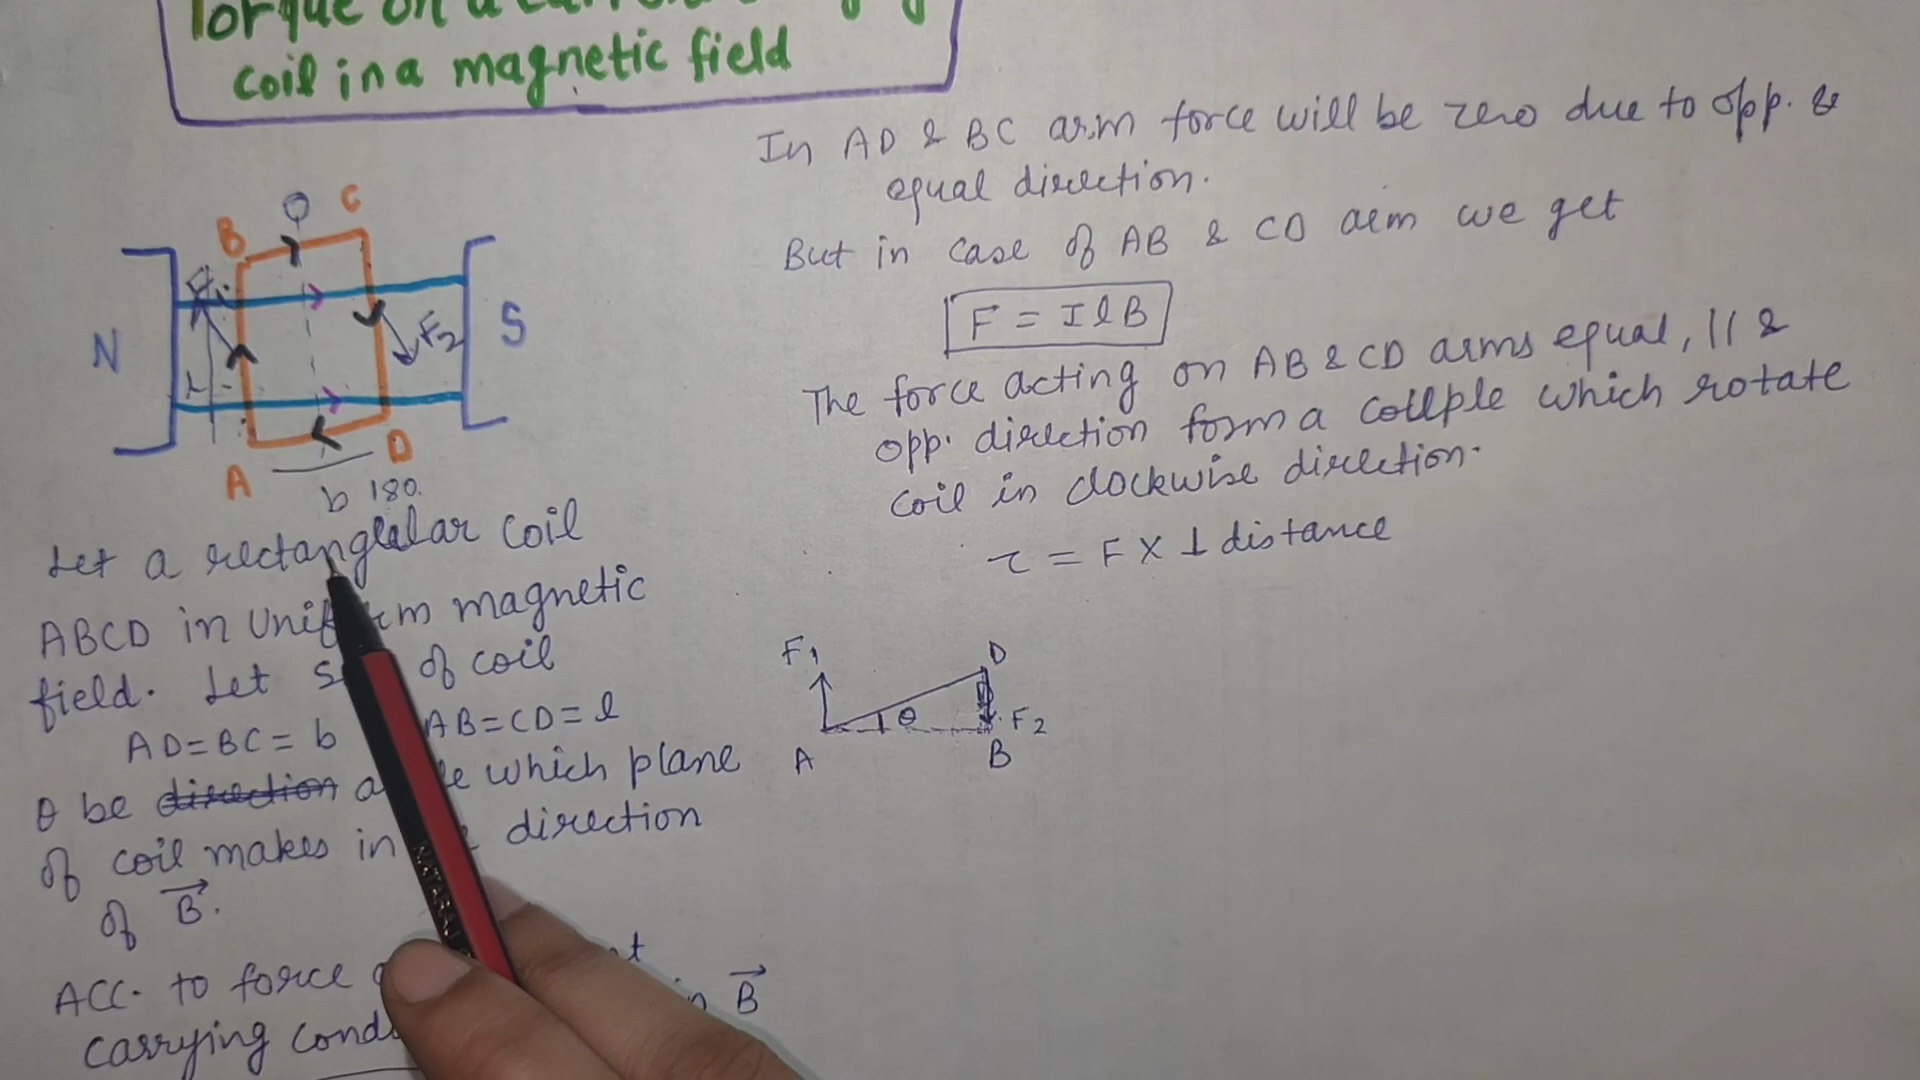 Torque on a
coil in a magnetic field
In AD & BC arm force will be zero due to opp. &
equal direction.
But in case of AB & CD arm we get
F = IlB
The force acting on AB & CD arms equal, || &
opp. direction form a couple which rotate
coil in clockwise direction.
τ = F X ⊥ distance
B
C
N
S
F2
A
D
b 180.
Let a rectangular coil
ABCD in magnetic
field. Let of coil
AD=BC= b AB=CD=l
θ be direction which plane
of coil makes in direction
of B⃗.
Acc. to force
carrying B⃗
F1
D
θ
F2
A
B